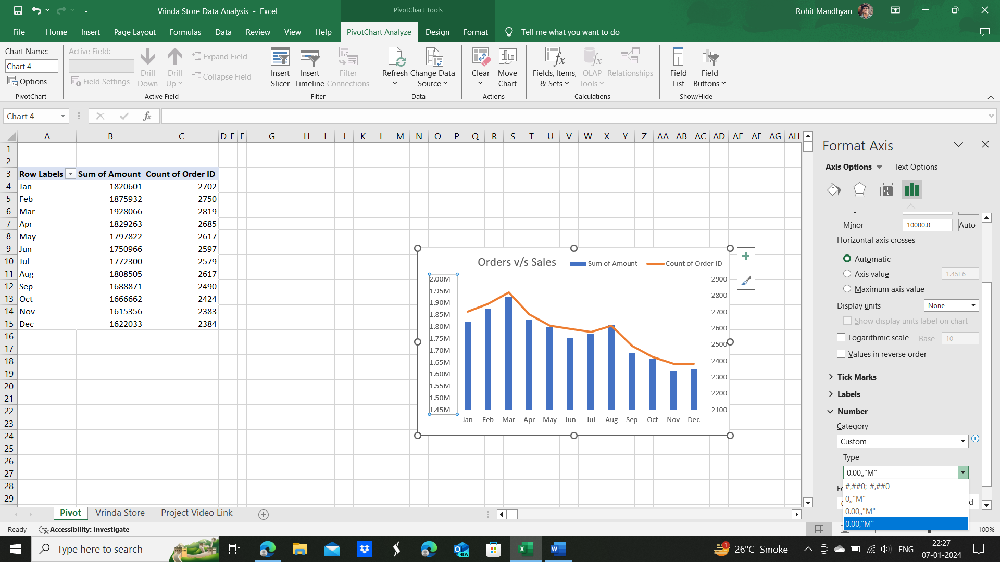 Vrinda Store Data Analysis - Excel
PivotChart Tools
Rohit Mandhyan
File Home Insert Page Layout Formulas Data Review View Help PivotChart Analyze Design Format Tell me what you want to do
Chart Name:
Chart 4
Options
PivotChart
Active Field:
Field Settings
Drill Down
Drill Up
Expand Field
Collapse Field
Active Field
Insert Slicer
Insert Timeline
Filter Connections
Filter
Refresh
Change Data Source
Data
Clear
Move Chart
Actions
Fields, Items, & Sets
OLAP Tools
Relationships
Calculations
Field List
Field Buttons
Show/Hide
Chart 4
fx
A B C D E F G H I J K L M N O P Q R S T U V W X Y Z AA AB AC AD AE AF AG AH
1
2
3 Row Labels Sum of Amount Count of Order ID
4 Jan 1820601 2702
5 Feb 1875932 2750
6 Mar 1928066 2819
7 Apr 1829263 2685
8 May 1797822 2617
9 Jun 1750966 2597
10 Jul 1772300 2579
11 Aug 1808505 2617
12 Sep 1688871 2490
13 Oct 1666662 2424
14 Nov 1615356 2383
15 Dec 1622033 2384
16
17
18
19
20
21
22
23
24
25
26
27
28
29
Orders v/s Sales
Sum of Amount Count of Order ID
2.00M
1.95M
1.90M
1.85M
1.80M
1.75M
1.70M
1.65M
1.60M
1.55M
1.50M
1.45M
2900
2800
2700
2600
2500
2400
2300
2200
2100
Jan Feb Mar Apr May Jun Jul Aug Sep Oct Nov Dec
Format Axis
Axis Options Text Options
Minor 10000.0 Auto
Horizontal axis crosses
Automatic
Axis value 1.45E6
Maximum axis value
Display units None
Show display units label on chart
Logarithmic scale Base 10
Values in reverse order
Tick Marks
Labels
Number
Category
Custom
Type
0.00,,"M"
#,##0;-#,##0
0,,"M"
0.00,,"M"
0.00,"M"
Pivot Vrinda Store Project Video Link
Ready Accessibility: Investigate
100%
Type here to search
NEW
1
26°C Smoke
ENG
22:27
07-01-2024